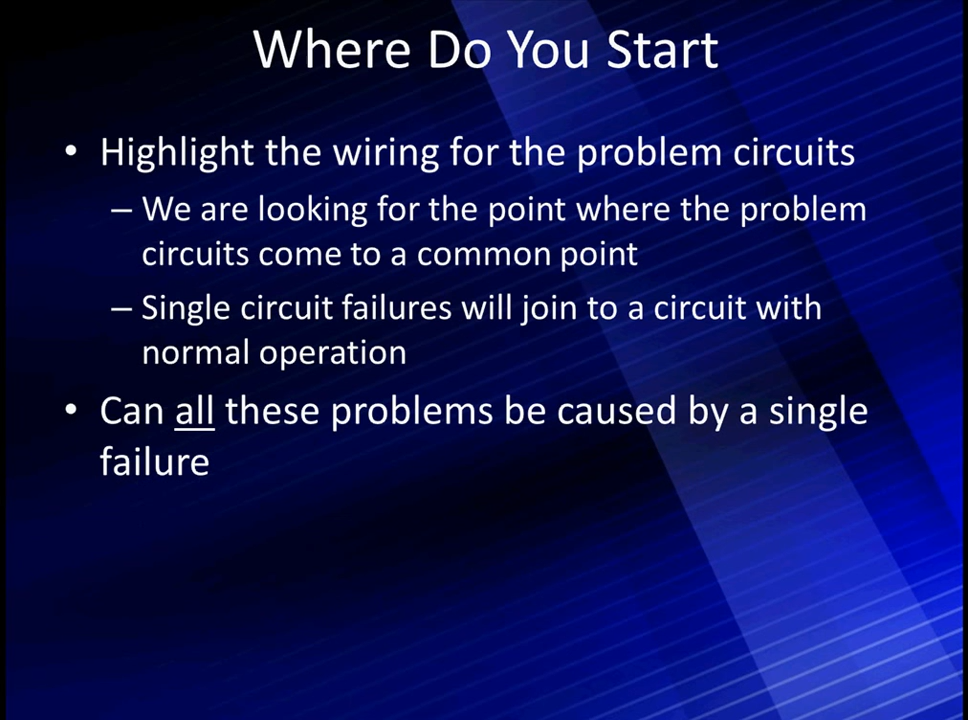 Where Do You Start
• Highlight the wiring for the problem circuits
– We are looking for the point where the problem
circuits come to a common point
– Single circuit failures will join to a circuit with
normal operation
• Can all these problems be caused by a single
failure